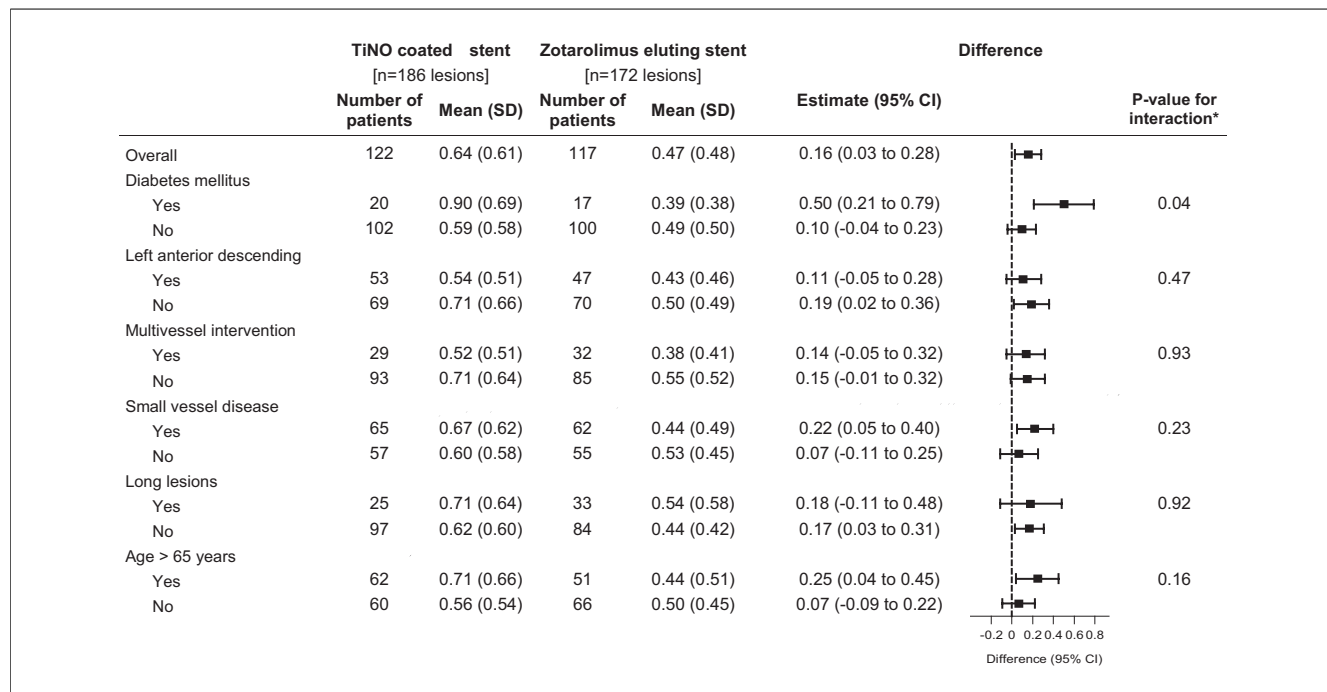 TiNO coated stent Zotarolimus eluting stent Difference
[n=186 lesions] [n=172 lesions]
Number of patients Mean (SD) Number of patients Mean (SD) Estimate (95% CI) P-value for interaction*
Overall 122 0.64 (0.61) 117 0.47 (0.48) 0.16 (0.03 to 0.28)
Diabetes mellitus
Yes 20 0.90 (0.69) 17 0.39 (0.38) 0.50 (0.21 to 0.79) 0.04
No 102 0.59 (0.58) 100 0.49 (0.50) 0.10 (-0.04 to 0.23)
Left anterior descending
Yes 53 0.54 (0.51) 47 0.43 (0.46) 0.11 (-0.05 to 0.28) 0.47
No 69 0.71 (0.66) 70 0.50 (0.49) 0.19 (0.02 to 0.36)
Multivessel intervention
Yes 29 0.52 (0.51) 32 0.38 (0.41) 0.14 (-0.05 to 0.32) 0.93
No 93 0.71 (0.64) 85 0.55 (0.52) 0.15 (-0.01 to 0.32)
Small vessel disease
Yes 65 0.67 (0.62) 62 0.44 (0.49) 0.22 (0.05 to 0.40) 0.23
No 57 0.60 (0.58) 55 0.53 (0.45) 0.07 (-0.11 to 0.25)
Long lesions
Yes 25 0.71 (0.64) 33 0.54 (0.58) 0.18 (-0.11 to 0.48) 0.92
No 97 0.62 (0.60) 84 0.44 (0.42) 0.17 (0.03 to 0.31)
Age > 65 years
Yes 62 0.71 (0.66) 51 0.44 (0.51) 0.25 (0.04 to 0.45) 0.16
No 60 0.56 (0.54) 66 0.50 (0.45) 0.07 (-0.09 to 0.22)
-0.2 0 0.2 0.4 0.6 0.8
Difference (95% CI)